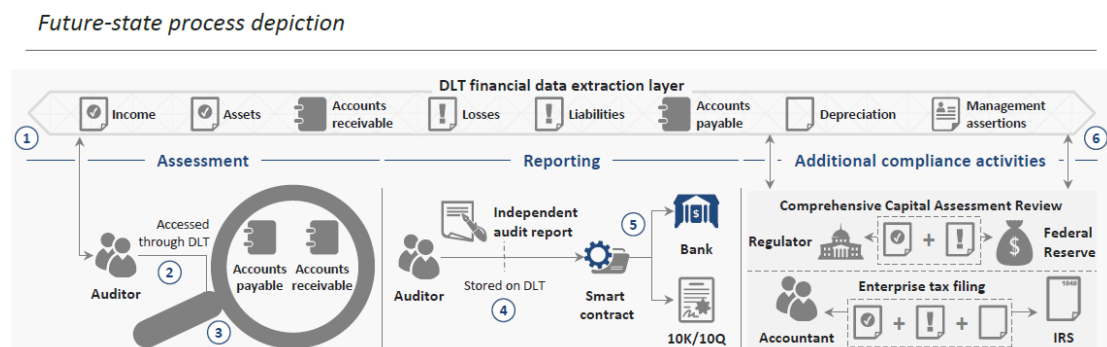 Future-state process depiction
DLT financial data extraction layer
Income
Assets
Accounts
receivable
Losses
Liabilities
Accounts
payable
Depreciation
Management
assertions
1
6
Assessment
Reporting
Additional compliance activities
Accessed
through DLT
2
Auditor
Accounts
payable
Accounts
receivable
3
Independent
audit report
Auditor
Stored on DLT
4
Smart
contract
5
$
Bank
10K/10Q
Comprehensive Capital Assessment Review
Regulator
+
$
Federal
Reserve
Enterprise tax filing
Accountant
+
+
1040
IRS